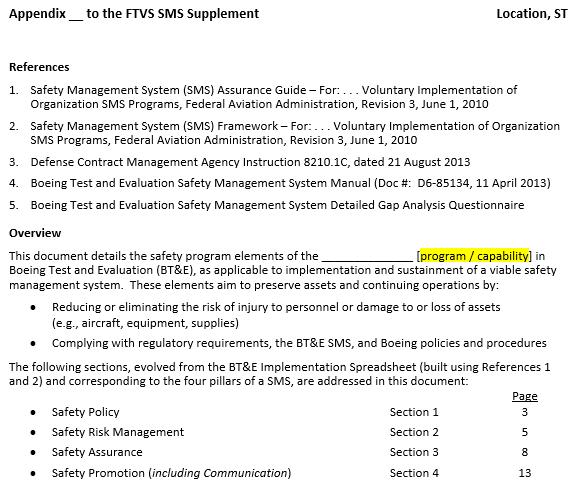 Appendix __ to the FTVS SMS Supplement Location, ST
References
1. Safety Management System (SMS) Assurance Guide – For: . . . Voluntary Implementation of
Organization SMS Programs, Federal Aviation Administration, Revision 3, June 1, 2010
2. Safety Management System (SMS) Framework – For: . . . Voluntary Implementation of Organization
SMS Programs, Federal Aviation Administration, Revision 3, June 1, 2010
3. Defense Contract Management Agency Instruction 8210.1C, dated 21 August 2013
4. Boeing Test and Evaluation Safety Management System Manual (Doc #: D6-85134, 11 April 2013)
5. Boeing Test and Evaluation Safety Management System Detailed Gap Analysis Questionnaire
Overview
This document details the safety program elements of the ______________ [program / capability] in
Boeing Test and Evaluation (BT&E), as applicable to implementation and sustainment of a viable safety
management system. These elements aim to preserve assets and continuing operations by:
• Reducing or eliminating the risk of injury to personnel or damage to or loss of assets
(e.g., aircraft, equipment, supplies)
• Complying with regulatory requirements, the BT&E SMS, and Boeing policies and procedures
The following sections, evolved from the BT&E Implementation Spreadsheet (built using References 1
and 2) and corresponding to the four pillars of a SMS, are addressed in this document:
Page
• Safety Policy Section 1 3
• Safety Risk Management Section 2 5
• Safety Assurance Section 3 8
• Safety Promotion (including Communication) Section 4 13